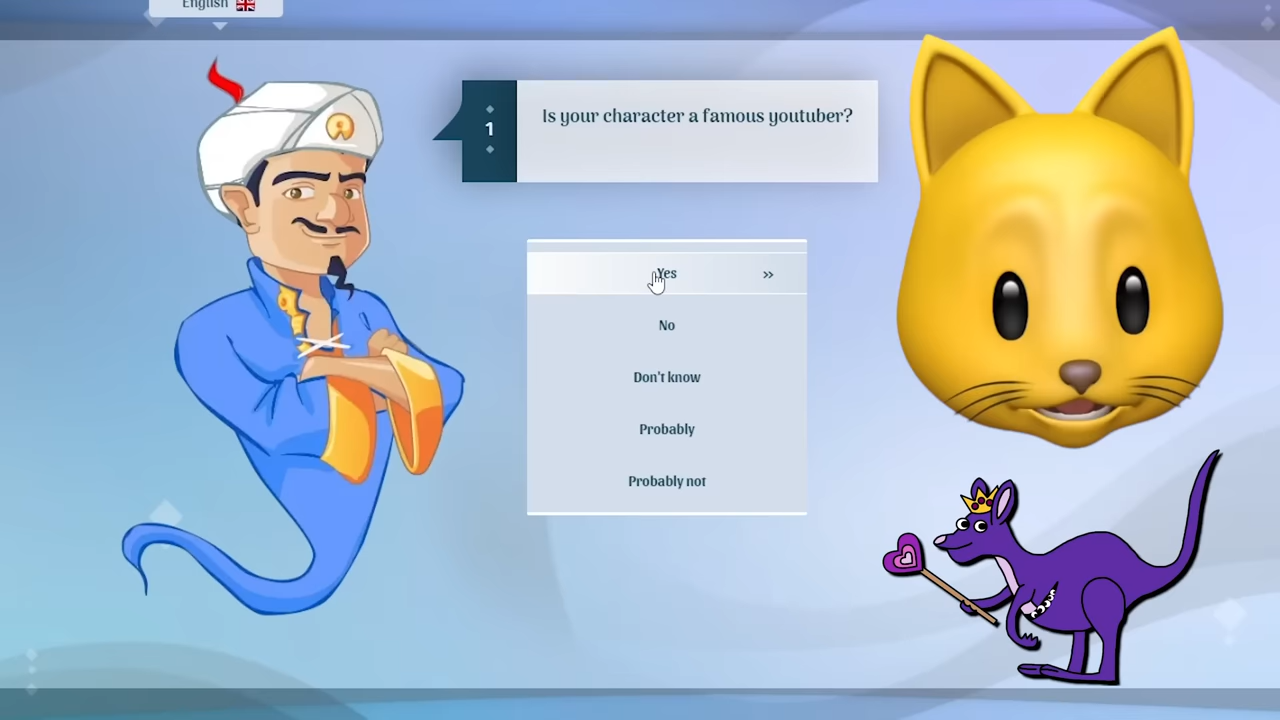 English
1
Is your character a famous youtuber?
Yes »
No
Don't know
Probably
Probably not